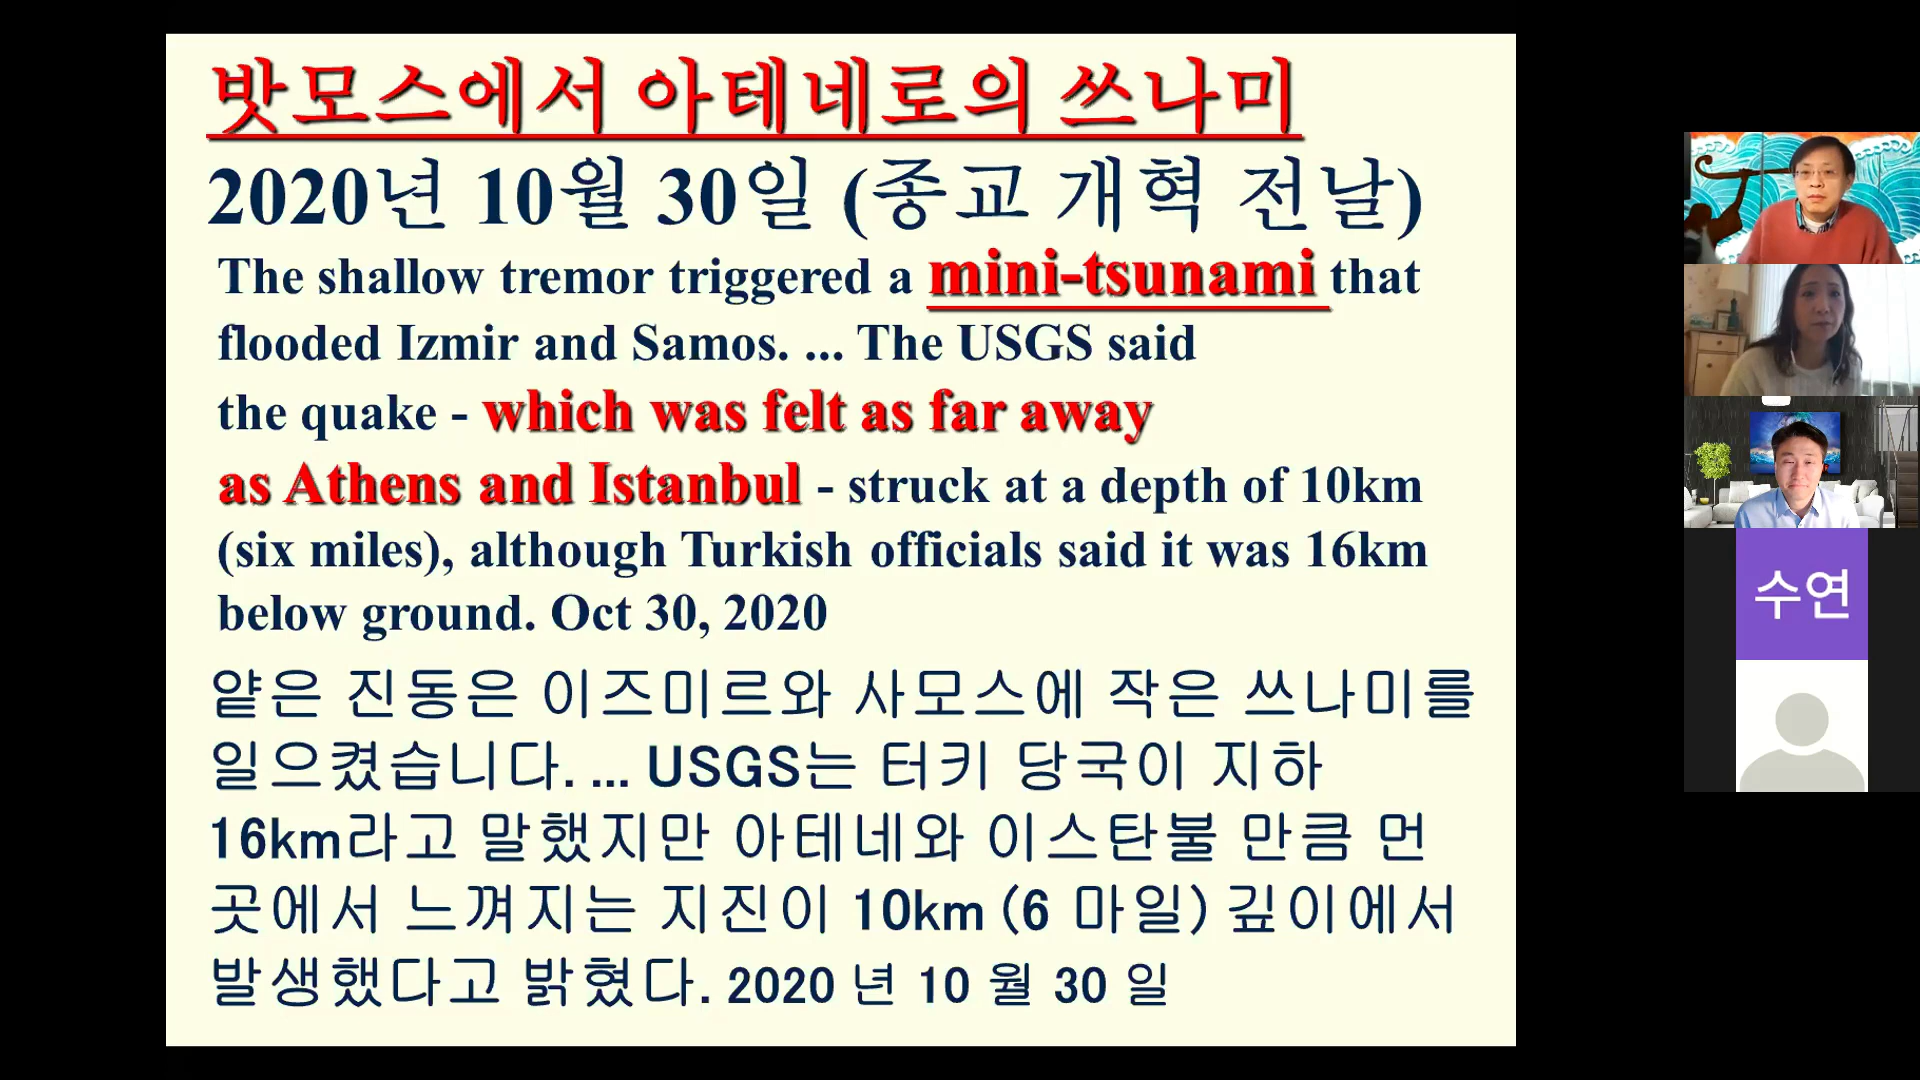 밧모스에서 아테네로의 쓰나미
2020년 10월 30일 (종교 개혁 전날)
The shallow tremor triggered a mini-tsunami that
flooded Izmir and Samos. ... The USGS said
the quake - which was felt as far away
as Athens and Istanbul - struck at a depth of 10km
(six miles), although Turkish officials said it was 16km
below ground. Oct 30, 2020
얕은 진동은 이즈미르와 사모스에 작은 쓰나미를
일으켰습니다. ... USGS는 터키 당국이 지하
16km라고 말했지만 아테네와 이스탄불 만큼 먼
곳에서 느껴지는 지진이 10km (6 마일) 깊이에서
발생했다고 밝혔다. 2020 년 10 월 30 일
수연